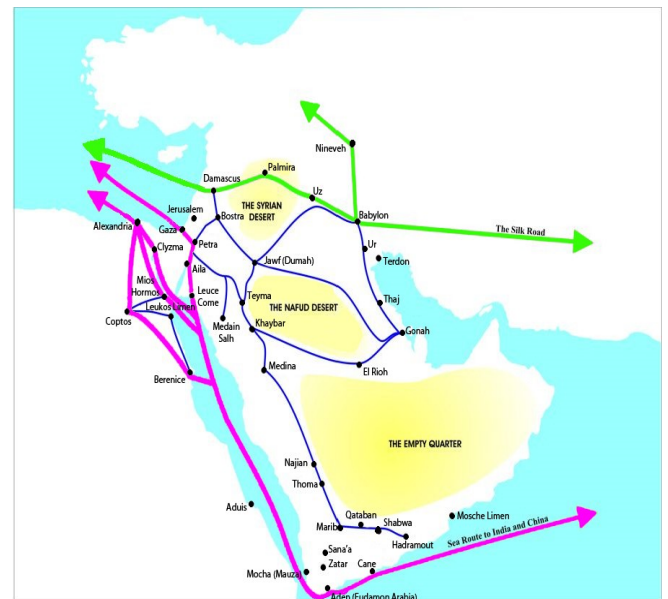 Nineveh
Palmira
Damascus
Uz
THE SYRIAN
DESERT
Jerusalem
Bostra
Babylon
Alexandria
Gaza
Petra
The Silk Road
Clyzma
Ur
Jawf (Dumah)
Terdon
Aila
Mios
Hormos
Leuce
Come
Teyma
Thaj
THE NAFUD DESERT
Leukos Limen
Coptos
Medain
Salh
Khaybar
Gonah
Medina
El Rioh
Berenice
THE EMPTY QUARTER
Najian
Thoma
Aduis
Qataban
Mosche Limen
Marib
Shabwa
Hadramout
Sea Route to India and China
Sana'a
Zatar
Cane
Mocha (Mauza)
Aden (Eudamon Arabia)